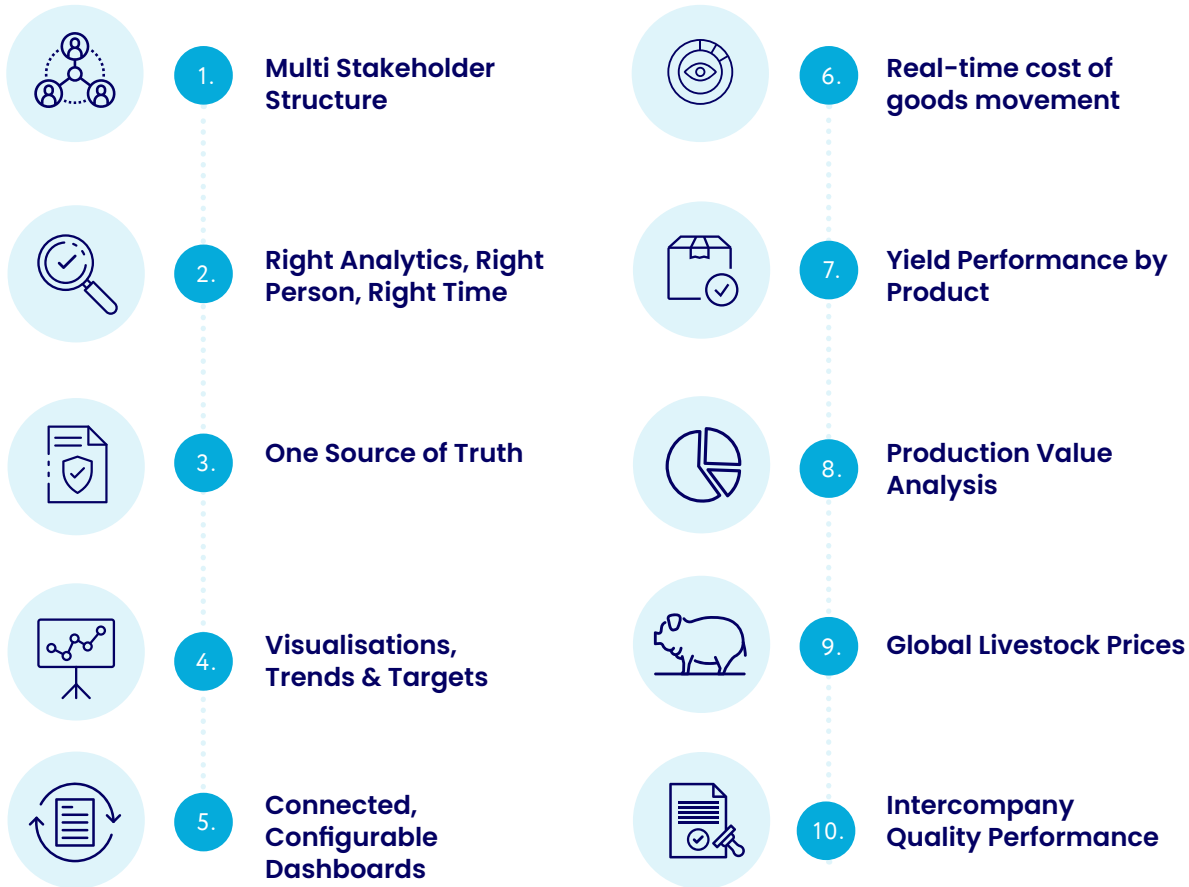 1.
Multi Stakeholder
Structure
2.
Right Analytics, Right
Person, Right Time
3.
One Source of Truth
4.
Visualisations,
Trends & Targets
5.
Connected,
Configurable
Dashboards
6.
Real-time cost of
goods movement
7.
Yield Performance by
Product
8.
Production Value
Analysis
9.
Global Livestock Prices
10.
Intercompany
Quality Performance